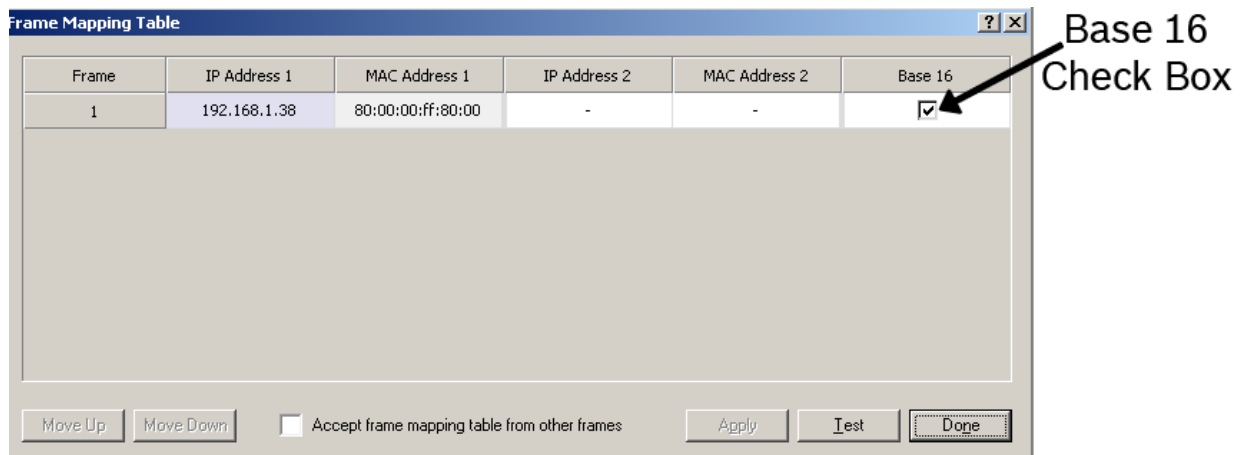 Frame Mapping Table
Base 16
Check Box
Frame IP Address 1 MAC Address 1 IP Address 2 MAC Address 2 Base 16
1 192.168.1.38 80:00:00:ff:80:00 - -
Move Up Move Down Accept frame mapping table from other frames Apply Test Done